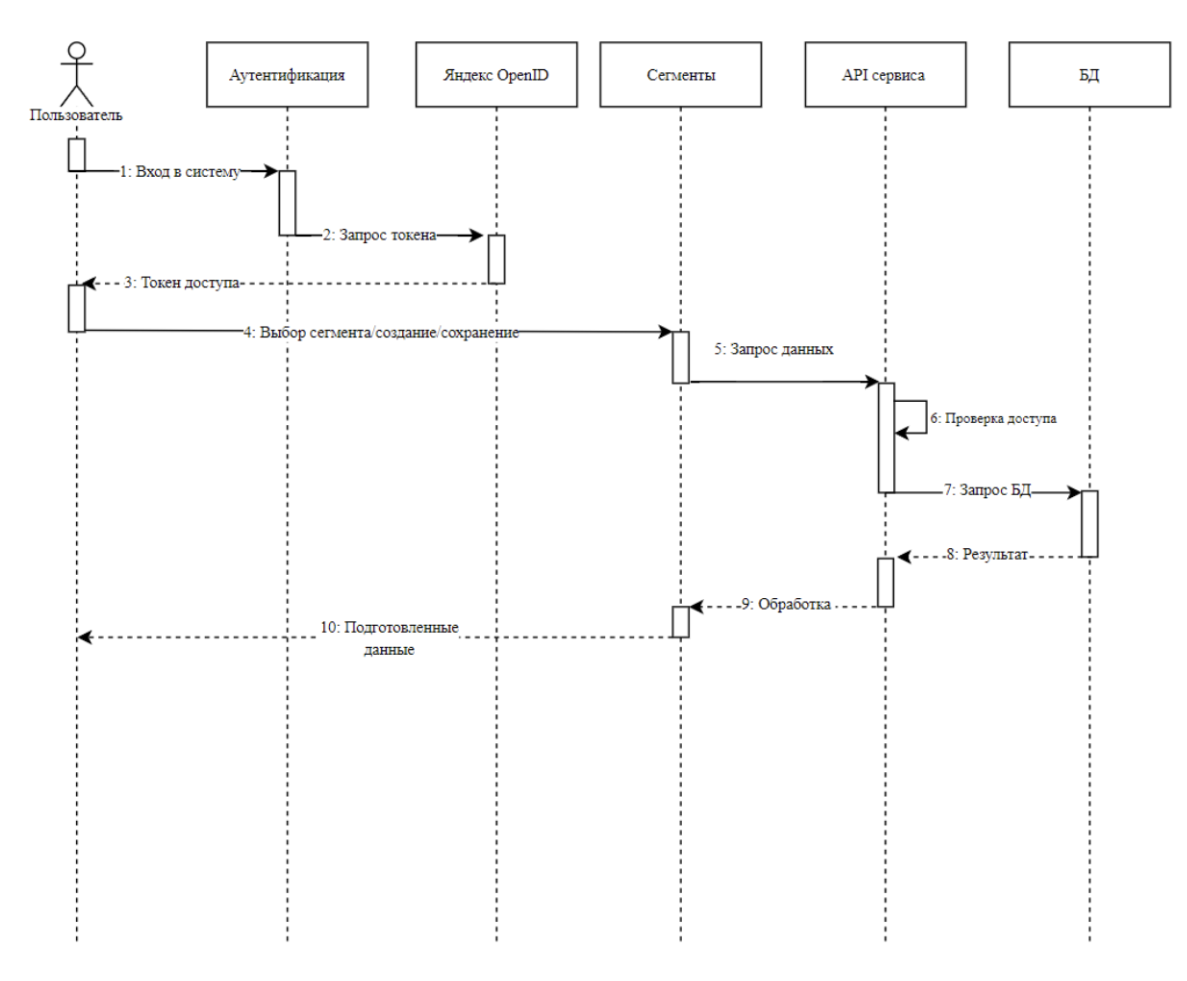 Пользователь
Аутентификация
Яндекс OpenID
Сегменты
API сервиса
БД
1: Вход в систему
2: Запрос токена
3: Токен доступа
4: Выбор сегмента/создание/сохранение
5: Запрос данных
6: Проверка доступа
7: Запрос БД
8: Результат
9: Обработка
10: Подготовленные
данные